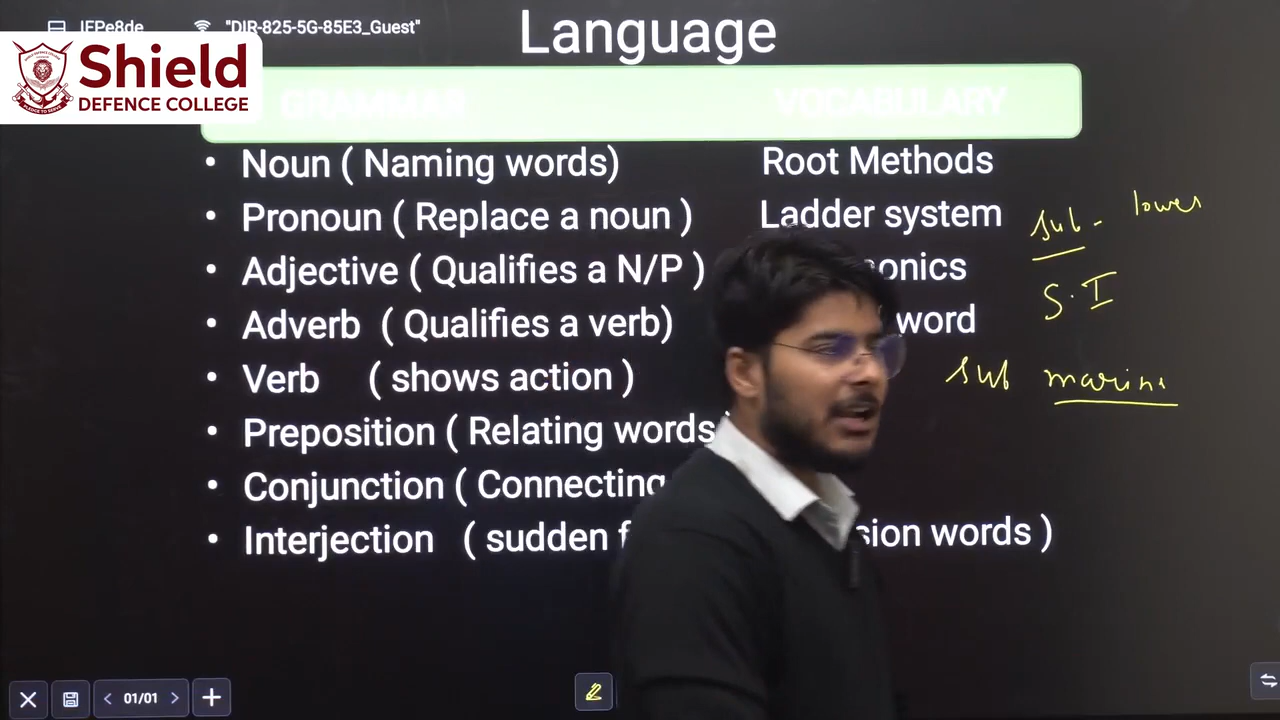 IFPe8de "DIR-825-5G-85E3_Guest"
Shield
DEFENCE COLLEGE
Language
GRAMMAR VOCABULARY
• Noun ( Naming words) Root Methods
• Pronoun ( Replace a noun ) Ladder system
• Adjective ( Qualifies a N/P ) onics
• Adverb ( Qualifies a verb) word
• Verb ( shows action )
• Preposition ( Relating words
• Conjunction ( Connecting
• Interjection ( sudden f sion words )
sub - lower
S.I
sub marine
01/01